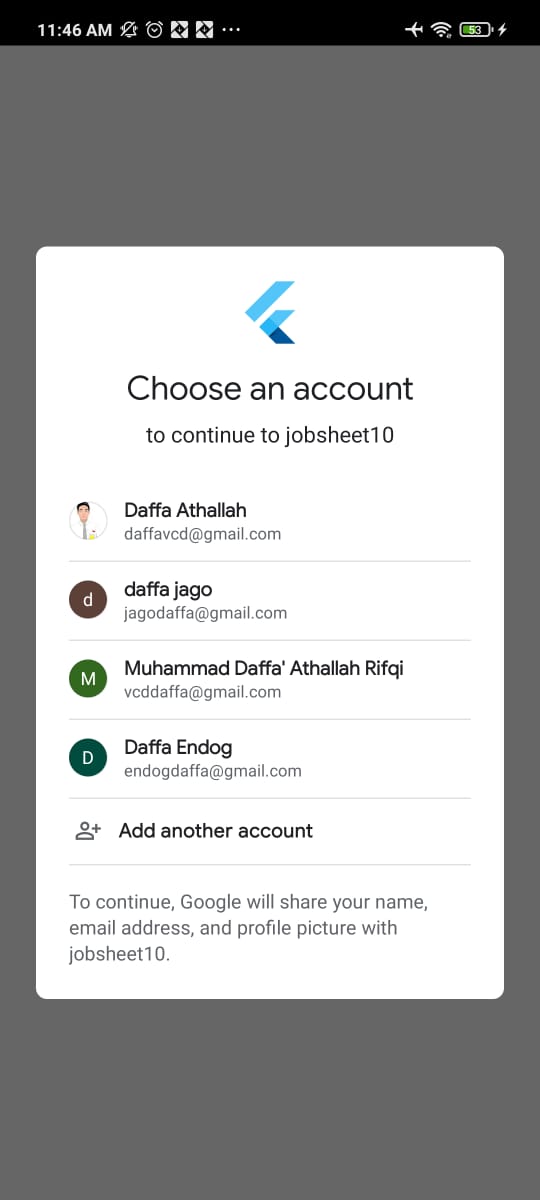 11:46 AM
53
Choose an account
to continue to jobsheet10
Daffa Athallah
daffavcd@gmail.com
d
daffa jago
jagodaffa@gmail.com
M
Muhammad Daffa' Athallah Rifqi
vcddaffa@gmail.com
D
Daffa Endog
endogdaffa@gmail.com
Add another account
To continue, Google will share your name,
email address, and profile picture with
jobsheet10.